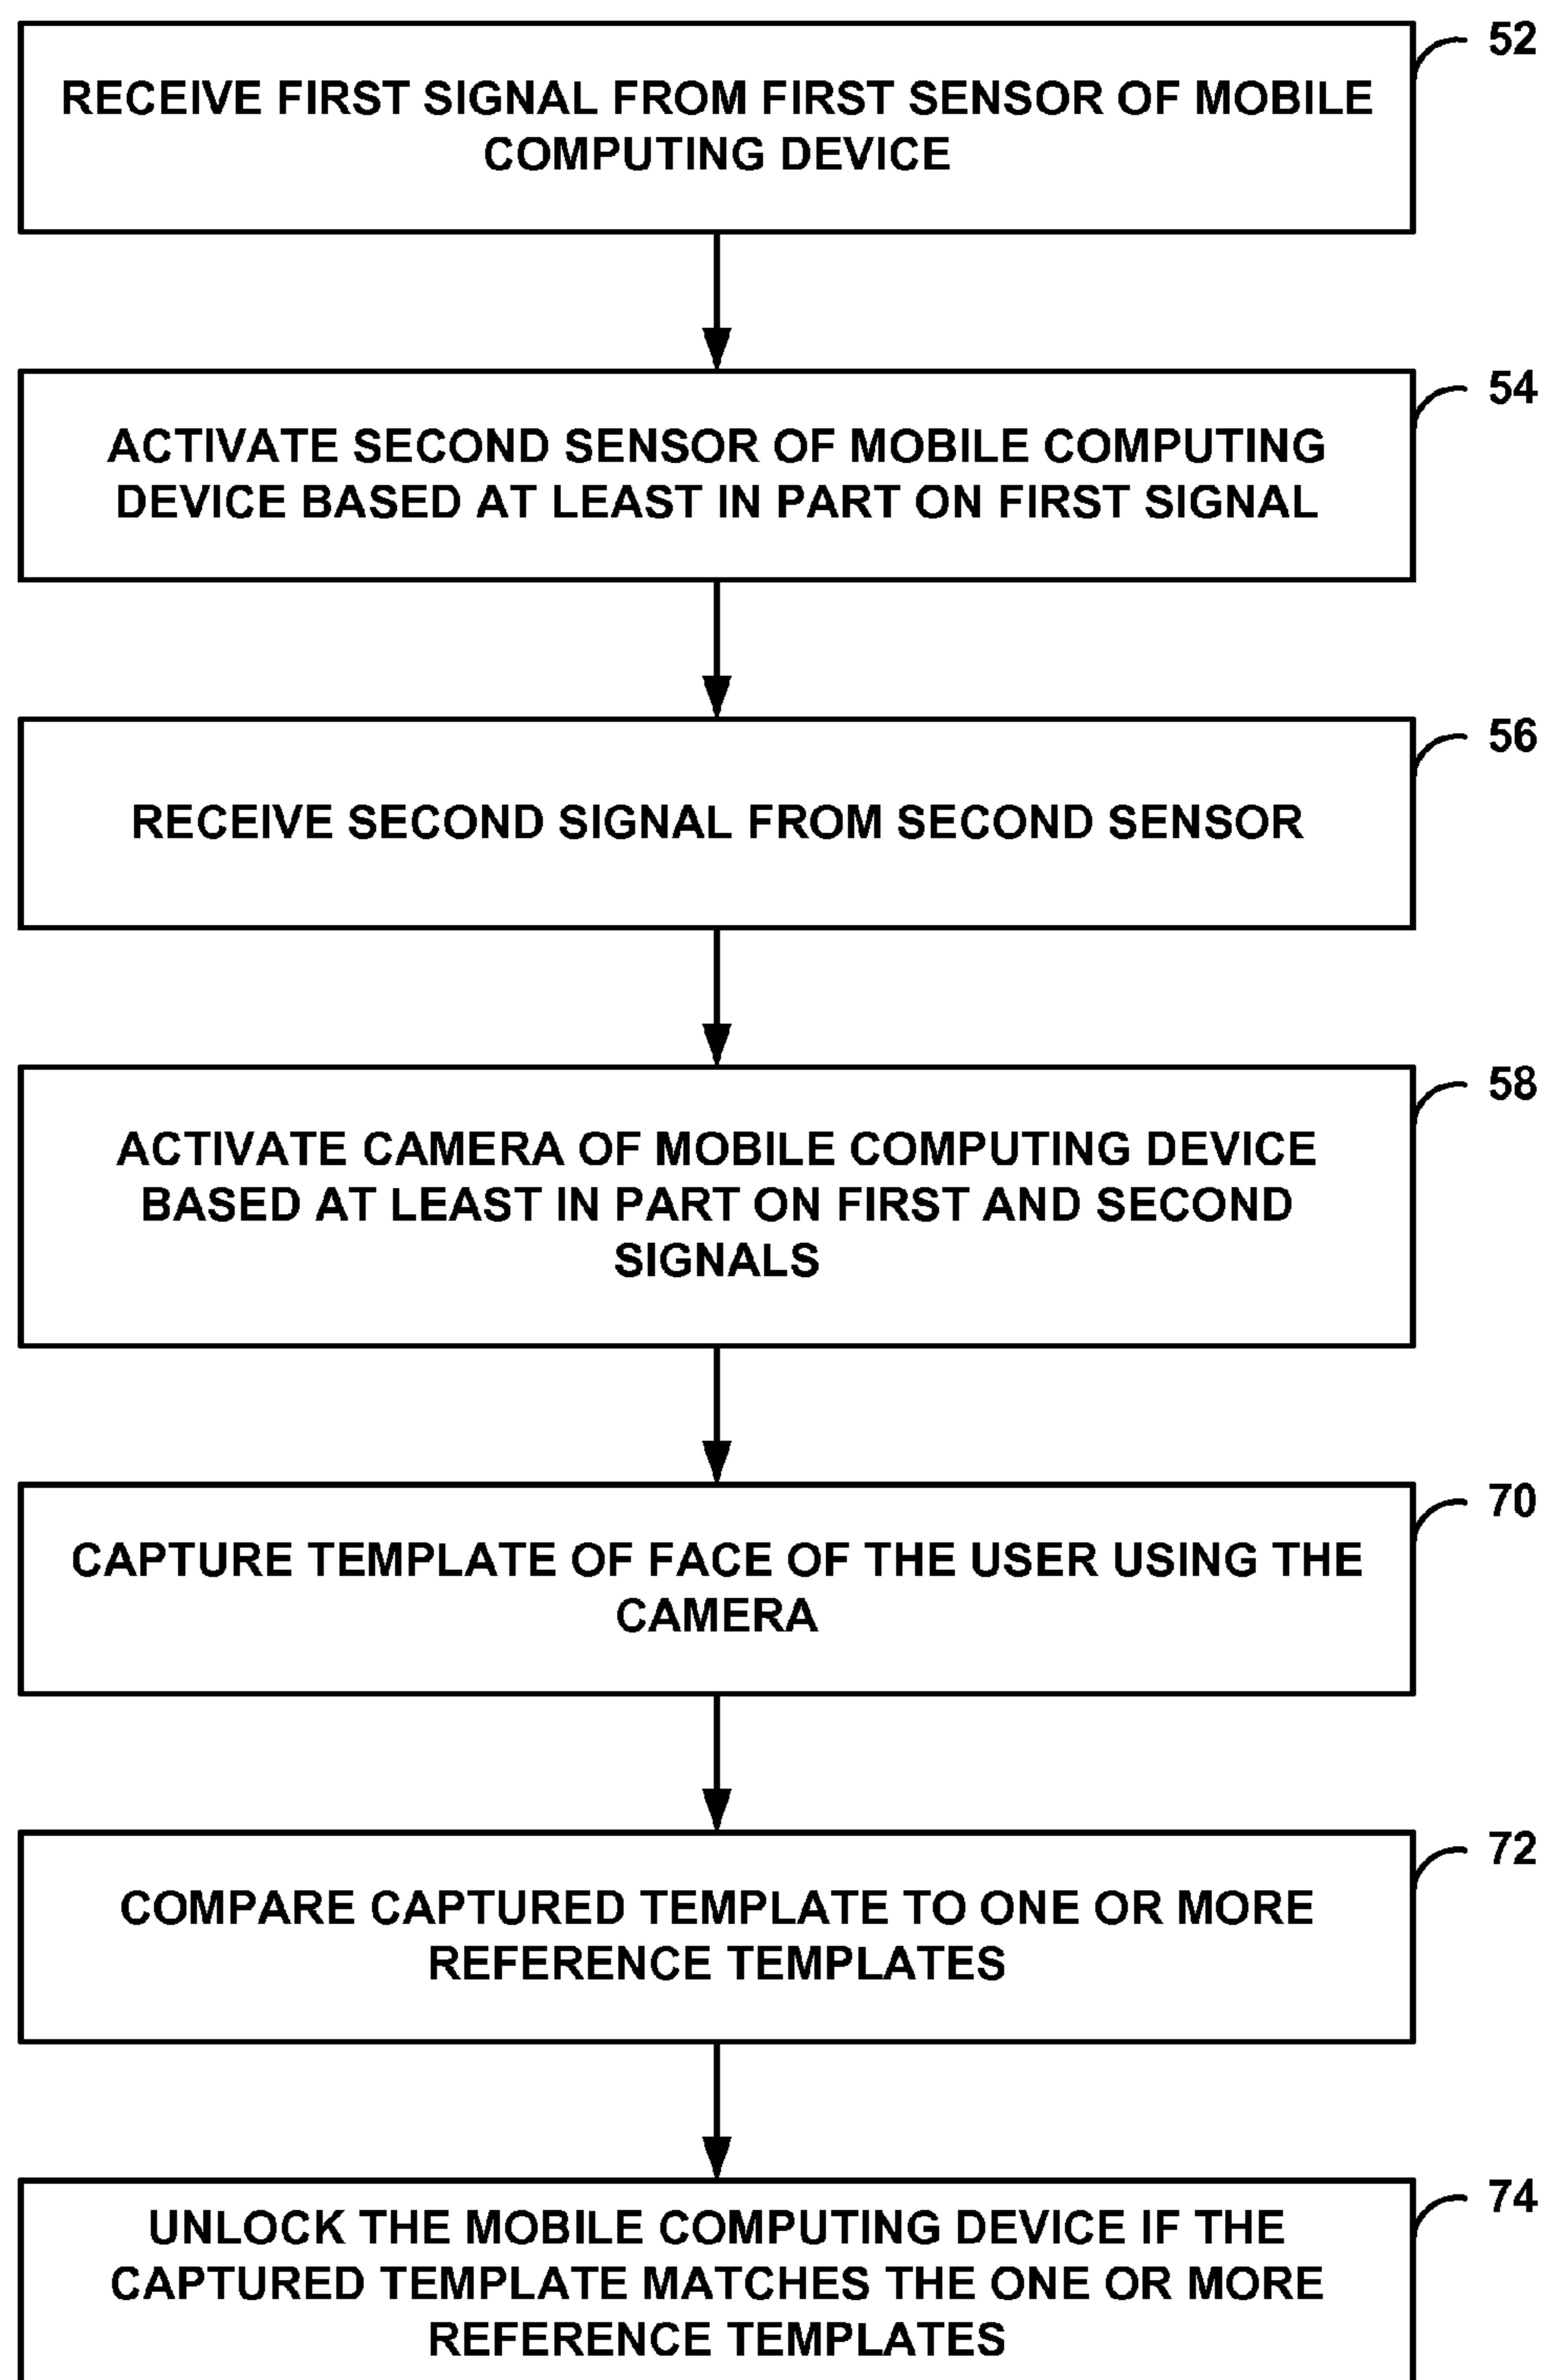 52
RECEIVE FIRST SIGNAL FROM FIRST SENSOR OF MOBILE
COMPUTING DEVICE
54
ACTIVATE SECOND SENSOR OF MOBILE COMPUTING
DEVICE BASED AT LEAST IN PART ON FIRST SIGNAL
56
RECEIVE SECOND SIGNAL FROM SECOND SENSOR
58
ACTIVATE CAMERA OF MOBILE COMPUTING DEVICE
BASED AT LEAST IN PART ON FIRST AND SECOND
SIGNALS
70
CAPTURE TEMPLATE OF FACE OF THE USER USING THE
CAMERA
72
COMPARE CAPTURED TEMPLATE TO ONE OR MORE
REFERENCE TEMPLATES
74
UNLOCK THE MOBILE COMPUTING DEVICE IF THE
CAPTURED TEMPLATE MATCHES THE ONE OR MORE
REFERENCE TEMPLATES